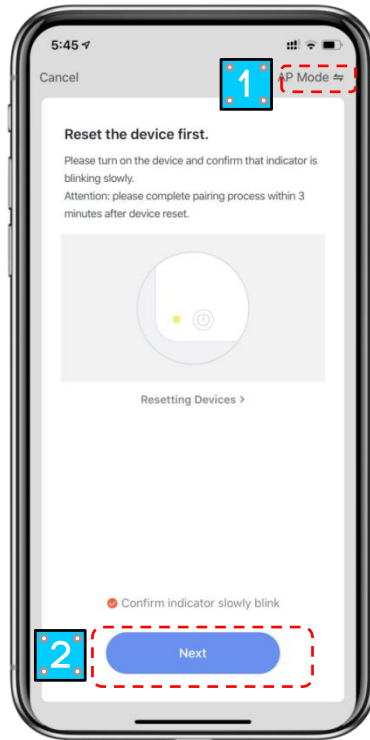 5:45
Cancel
1
AP Mode
Reset the device first.
Please turn on the device and confirm that indicator is
blinking slowly.
Attention: please complete pairing process within 3
minutes after device reset.
Resetting Devices >
Confirm indicator slowly blink
2
Next